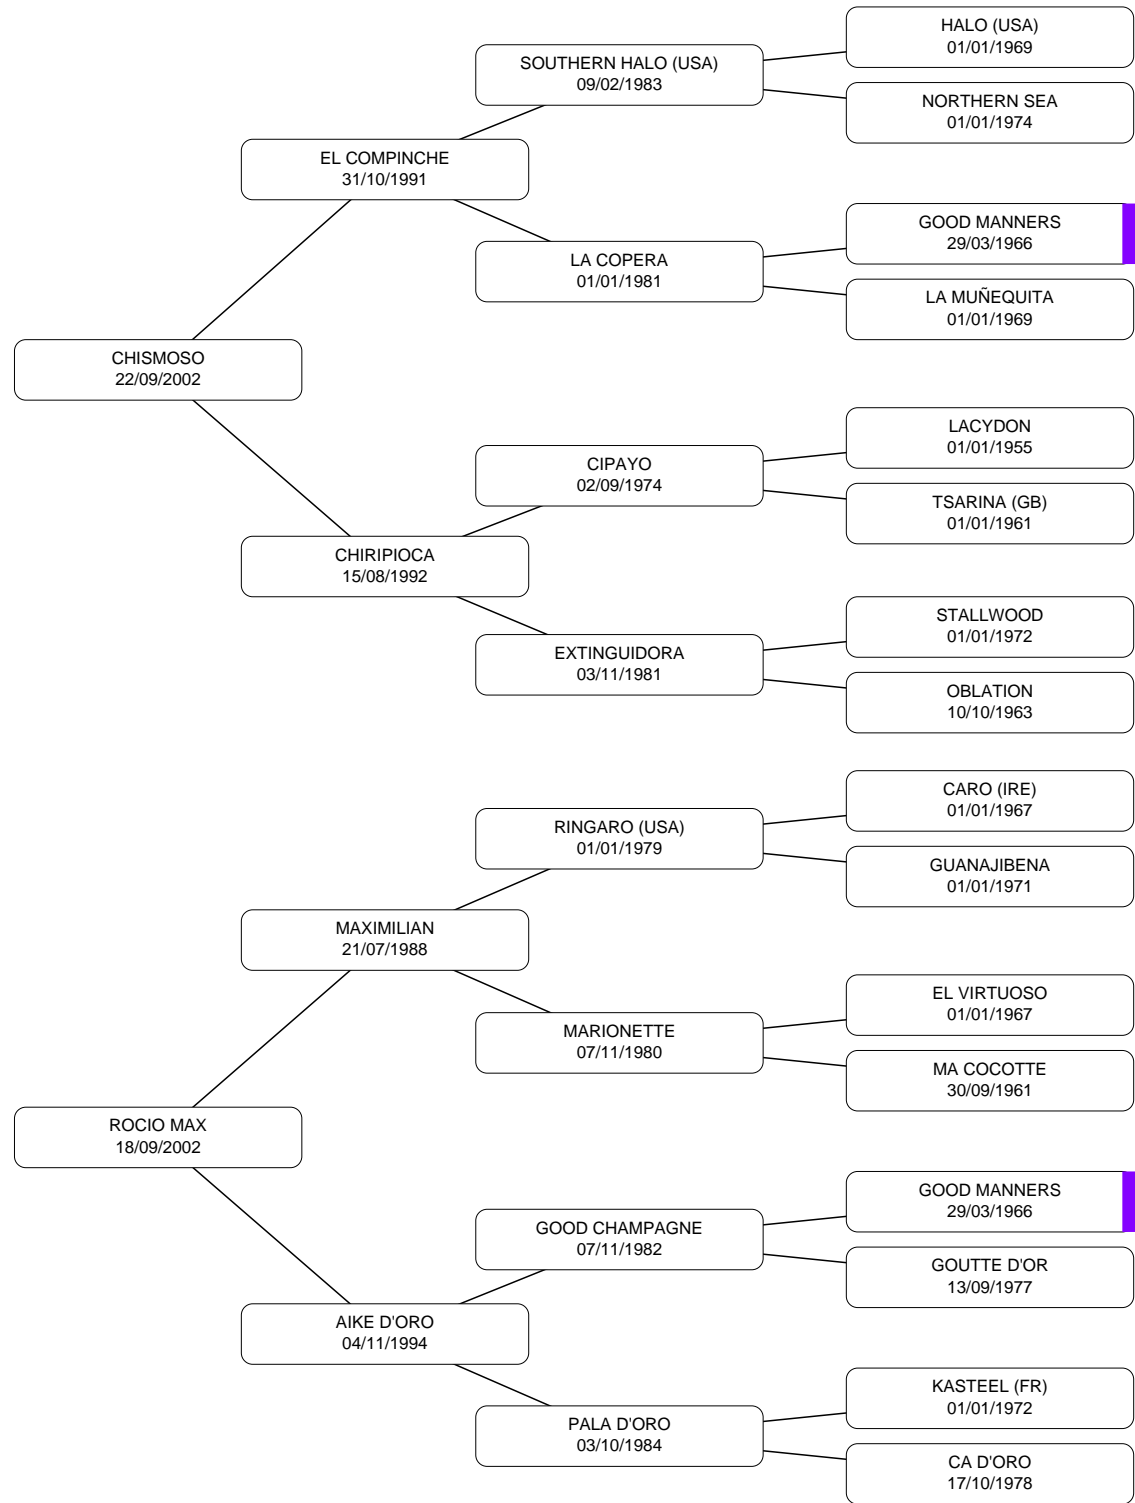 HALO (USA)
01/01/1969
SOUTHERN HALO (USA)
09/02/1983
NORTHERN SEA
01/01/1974
EL COMPINCHE
31/10/1991
GOOD MANNERS
29/03/1966
LA COPERA
01/01/1981
LA MUÑEQUITA
01/01/1969
CHISMOSO
22/09/2002
LACYDON
01/01/1955
CIPAYO
02/09/1974
TSARINA (GB)
01/01/1961
CHIRIPIOCA
15/08/1992
STALLWOOD
01/01/1972
EXTINGUIDORA
03/11/1981
OBLATION
10/10/1963
CARO (IRE)
01/01/1967
RINGARO (USA)
01/01/1979
GUANAJIBENA
01/01/1971
MAXIMILIAN
21/07/1988
EL VIRTUOSO
01/01/1967
MARIONETTE
07/11/1980
MA COCOTTE
30/09/1961
ROCIO MAX
18/09/2002
GOOD MANNERS
29/03/1966
GOOD CHAMPAGNE
07/11/1982
GOUTTE D'OR
13/09/1977
AIKE D'ORO
04/11/1994
KASTEEL (FR)
01/01/1972
PALA D'ORO
03/10/1984
CA D'ORO
17/10/1978